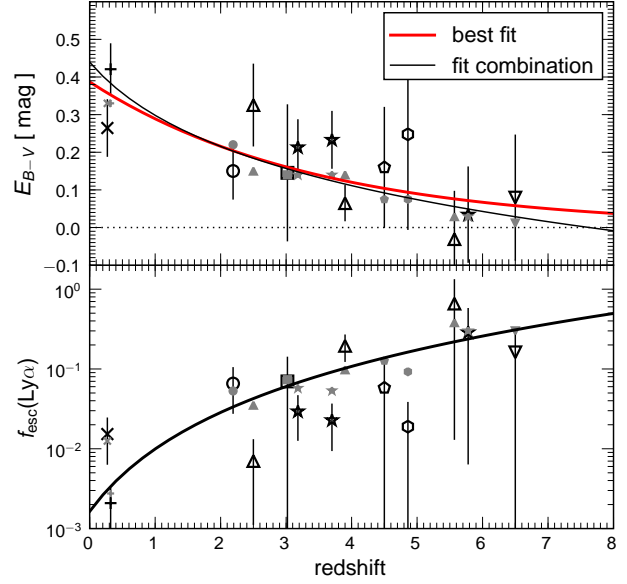 best fit
fit combination
E_{B−V} [ mag ]
0.5
0.4
0.3
0.2
0.1
0.0
−0.1
f_{esc}(Lyα)
10^0
10^{-1}
10^{-2}
10^{-3}
0 1 2 3 4 5 6 7 8
redshift